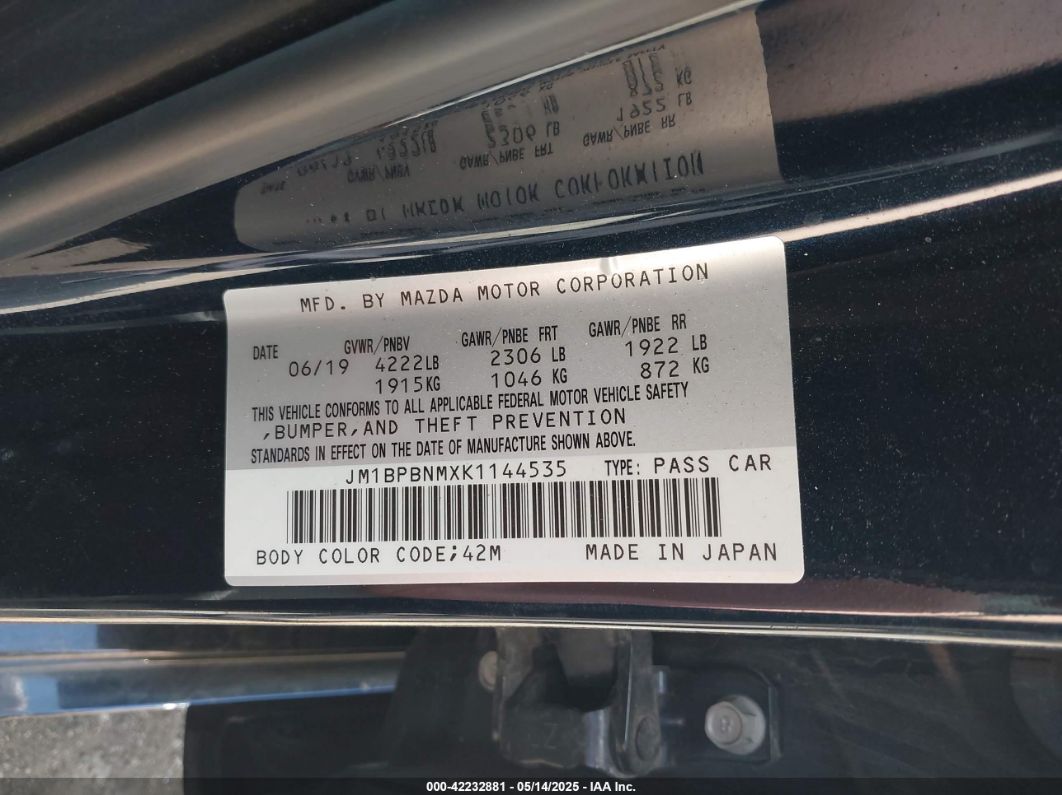 MFD. BY MAZDA MOTOR CORPORATION
DATE GVWR/PNBV GAWR/PNBE FRT GAWR/PNBE RR
06/19 4222LB 2306 LB 1922 LB
1915KG 1046 KG 872 KG
THIS VEHICLE CONFORMS TO ALL APPLICABLE FEDERAL MOTOR VEHICLE SAFETY
,BUMPER,AND THEFT PREVENTION
STANDARDS IN EFFECT ON THE DATE OF MANUFACTURE SHOWN ABOVE.
JM1BPBNMXK1144535 TYPE: PASS CAR
BODY COLOR CODE;42M MADE IN JAPAN
000-42232881 - 05/14/2025 - IAA Inc.